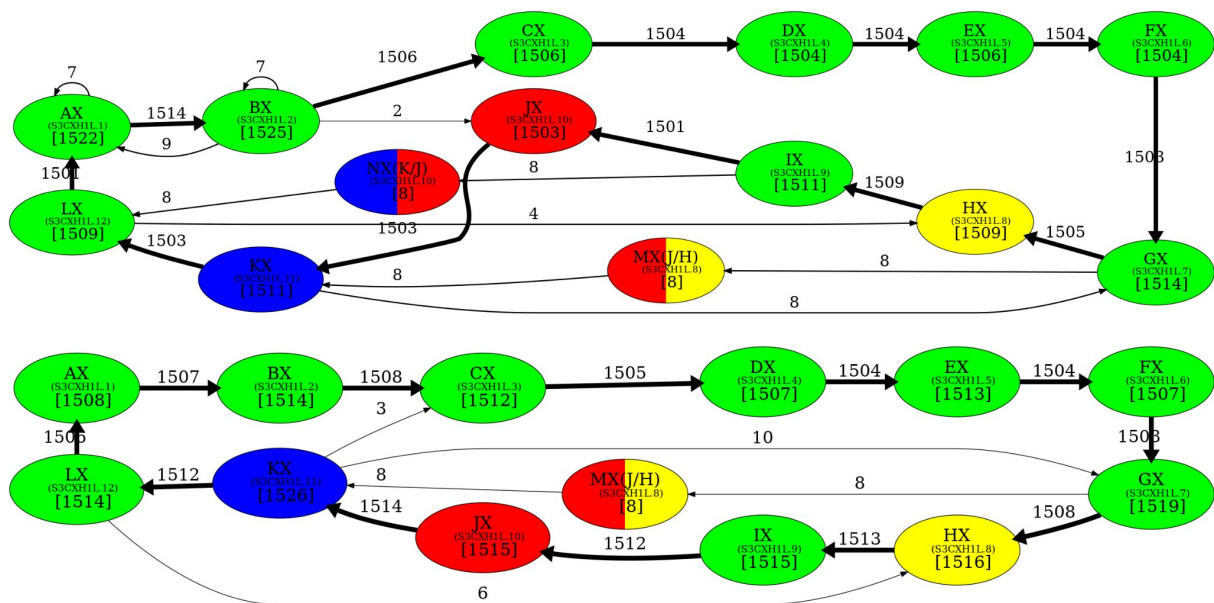 7
7
1506
1514
9
2
1504
1504
1504
1503
1501
1501
8
8
1509
4
1503
1503
1505
8
8
8
AX
(S3CXH1L.1)
[1522]
BX
(S3CXH1L.2)
[1525]
CX
(S3CXH1L.3)
[1506]
DX
(S3CXH1L.4)
[1504]
EX
(S3CXH1L.5)
[1506]
FX
(S3CXH1L.6)
[1504]
JX
(S3CXH1L.10)
[1503]
NX(K/J)
(S3CXH1L.10)
[8]
IX
(S3CXH1L.9)
[1511]
LX
(S3CXH1L.12)
[1509]
HX
(S3CXH1L.8)
[1509]
KX
(S3CXH1L.11)
[1511]
MX(J/H)
(S3CXH1L.8)
[8]
GX
(S3CXH1L.7)
[1514]
AX
(S3CXH1L.1)
[1508]
1507
BX
(S3CXH1L.2)
[1514]
1508
CX
(S3CXH1L.3)
[1512]
1505
DX
(S3CXH1L.4)
[1507]
1504
EX
(S3CXH1L.5)
[1513]
1504
FX
(S3CXH1L.6)
[1507]
1506
3
10
1503
LX
(S3CXH1L.12)
[1514]
1512
KX
(S3CXH1L.11)
[1526]
8
MX(J/H)
(S3CXH1L.8)
[8]
8
GX
(S3CXH1L.7)
[1519]
1514
JX
(S3CXH1L.10)
[1515]
1512
IX
(S3CXH1L.9)
[1515]
1513
HX
(S3CXH1L.8)
[1516]
1508
6